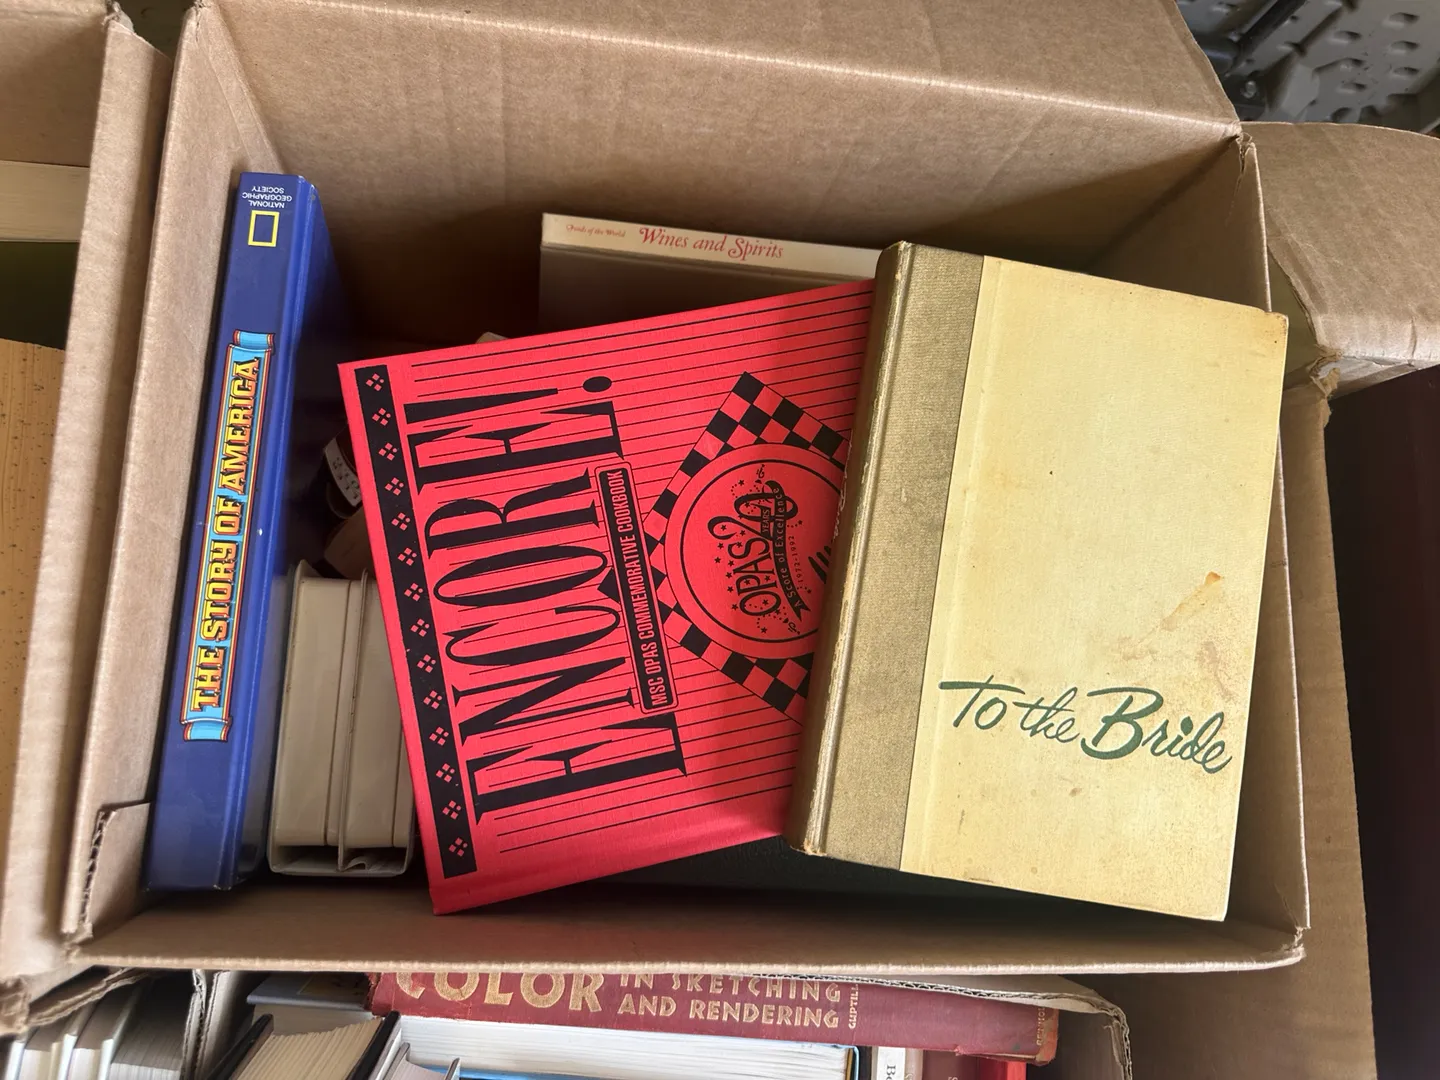 NATIONAL
GEOGRAPHIC
SOCIETY
THE STORY OF AMERICA
Foods of the World
Wines and Spirits
ENCORE!
MSC OPAS COMMEMORATIVE COOKBOOK
OPAS 20
YEARS
A Score of Excellence
1972-1992
To the Bride
COLOR
IN SKETCHING
AND RENDERING
GUPTILL